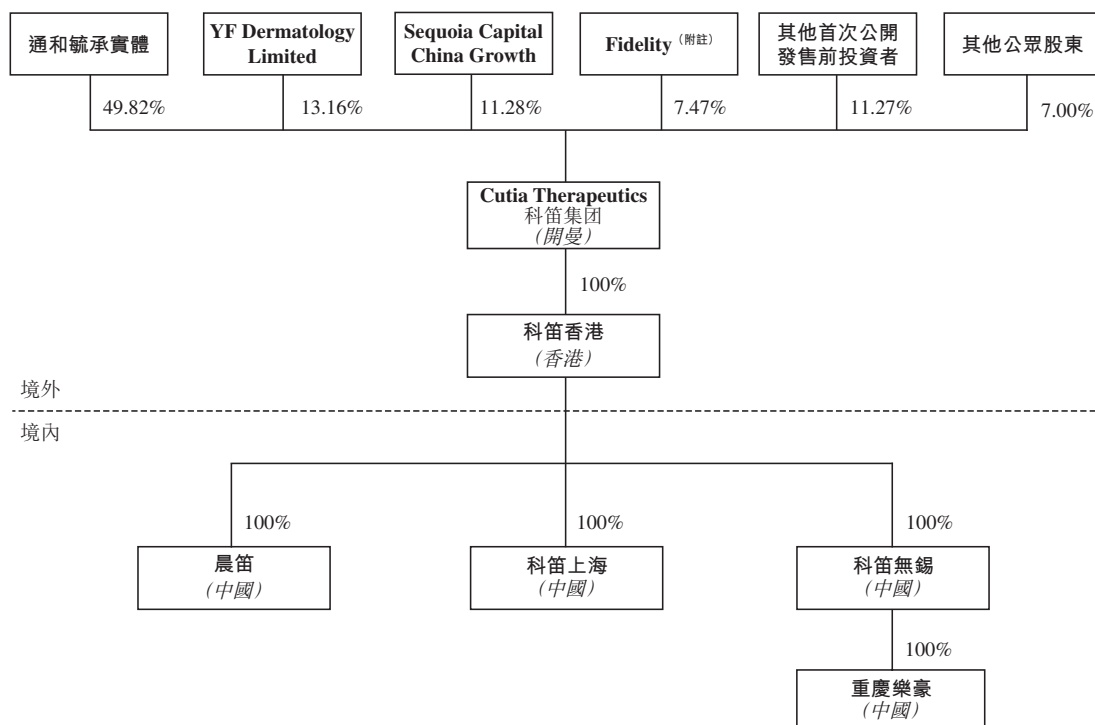 通和毓承實體
YF Dermatology
Limited
Sequoia Capital
China Growth
Fidelity（附註）
其他首次公開
發售前投資者
其他公眾股東
49.82%
13.16%
11.28%
7.47%
11.27%
7.00%
Cutia Therapeutics
科笛集团
（開曼）
100%
科笛香港
（香港）
境外
境內
100%
100%
100%
晨笛
（中國）
科笛上海
（中國）
科笛無錫
（中國）
100%
重慶樂豪
（中國）